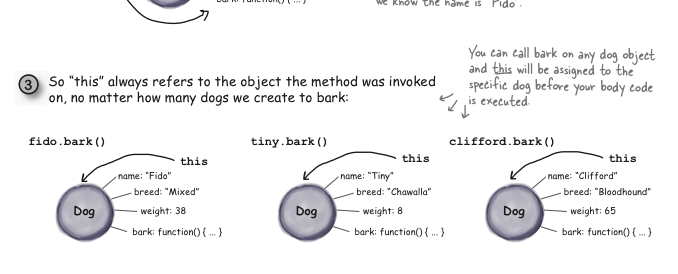 we know the name is "Fido".
bark: function() { ... }
You can call bark on any dog object
and this will be assigned to the
specific dog before your body code
is executed.
3 So "this" always refers to the object the method was invoked
on, no matter how many dogs we create to bark:
fido.bark()
this
name: "Fido"
breed: "Mixed"
Dog
weight: 38
bark: function() { ... }
tiny.bark()
this
name: "Tiny"
breed: "Chawalla"
Dog
weight: 8
bark: function() { ... }
clifford.bark()
this
name: "Clifford"
breed: "Bloodhound"
Dog
weight: 65
bark: function() { ... }